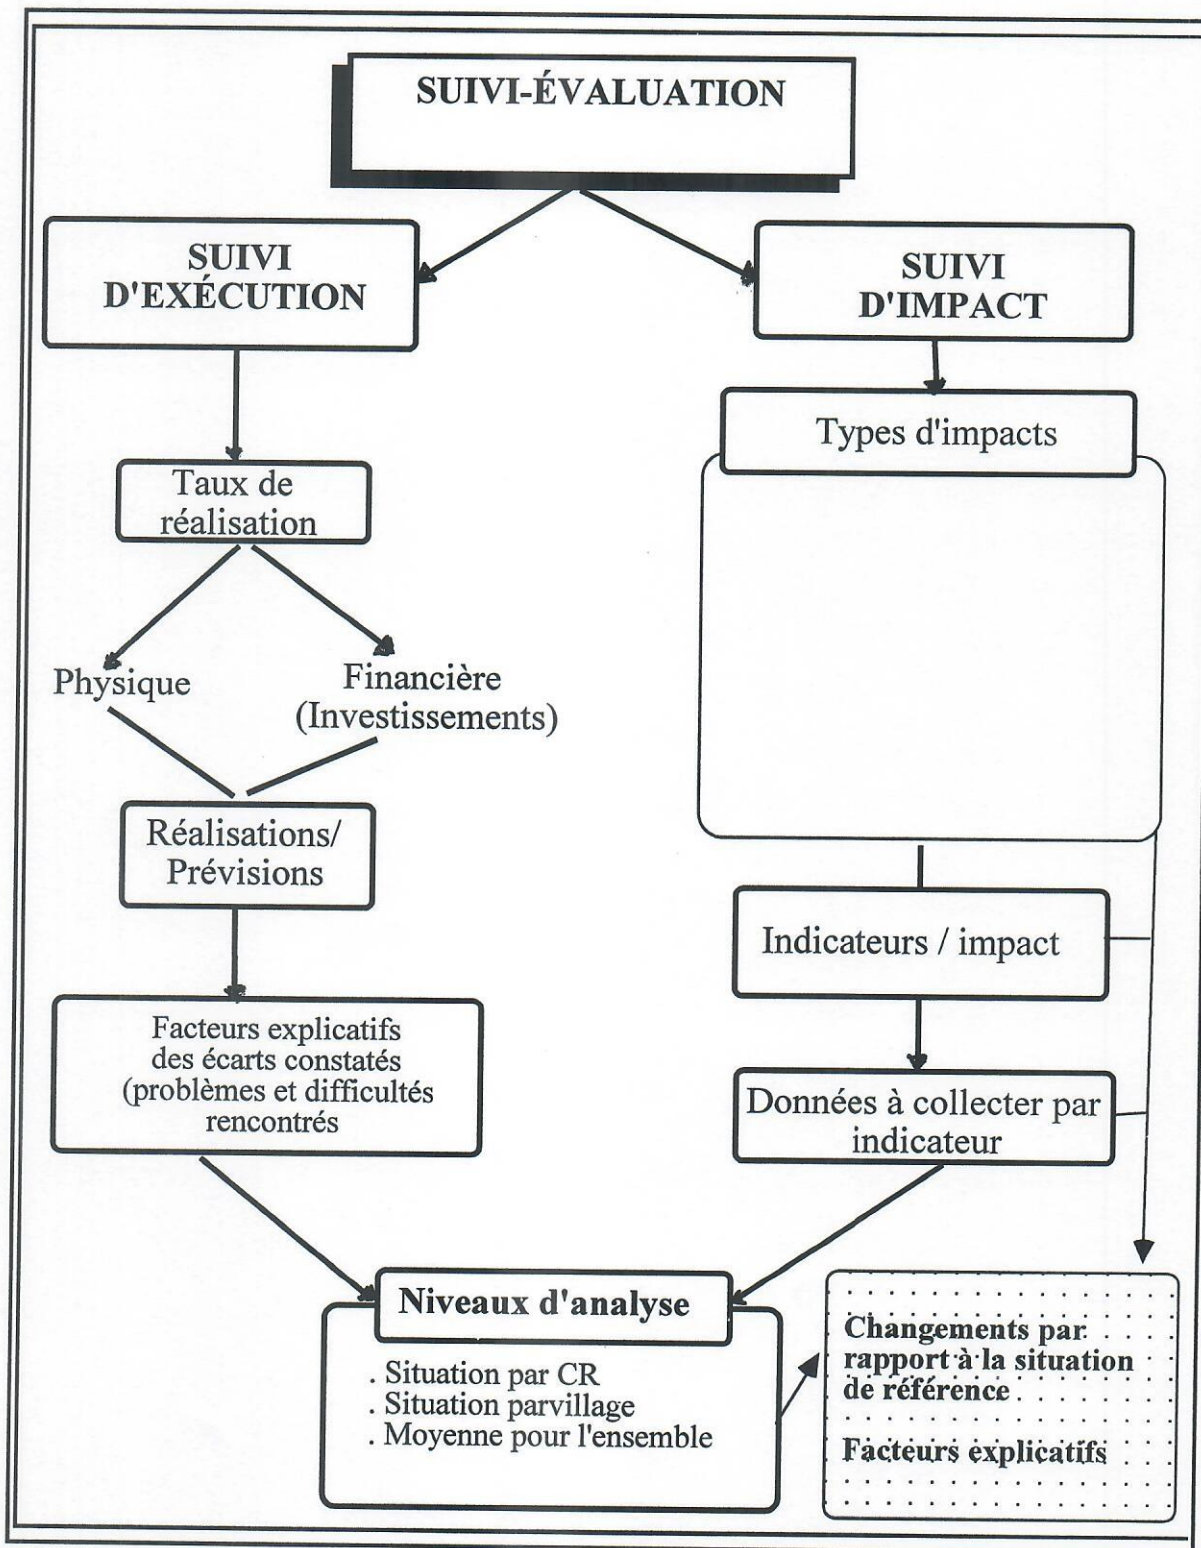 SUIVI-ÉVALUATION
SUIVI
D'EXÉCUTION
SUIVI
D'IMPACT
Types d'impacts
Taux de
réalisation
Physique
Financière
(Investissements)
Réalisations/
Prévisions
Indicateurs / impact
Facteurs explicatifs
des écarts constatés
(problèmes et difficultés
rencontrés
Données à collecter par
indicateur
Niveaux d'analyse
. Situation par CR
. Situation parvillage
. Moyenne pour l'ensemble
Changements par
rapport à la situation
de référence
Facteurs explicatifs